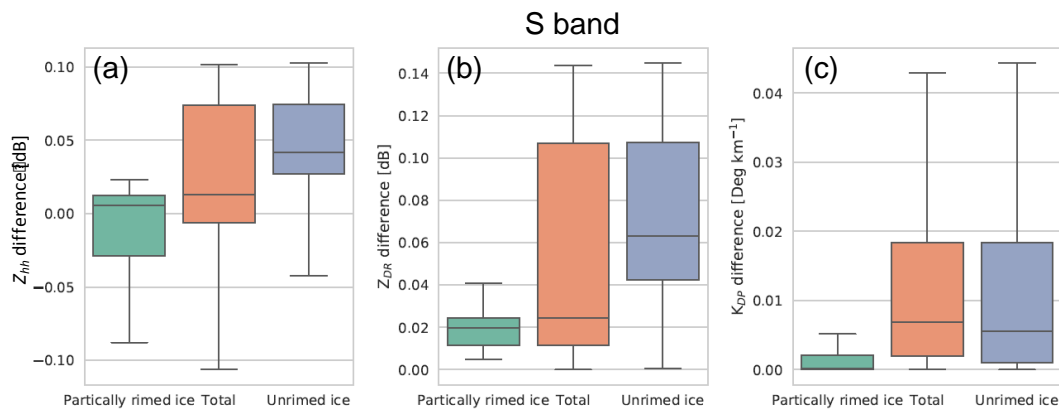 S band
(a)
Z_hh difference [dB]
0.10
0.05
0.00
−0.05
−0.10
Partically rimed ice Total Unrimed ice
(b)
Z_DR difference [dB]
0.14
0.12
0.10
0.08
0.06
0.04
0.02
0.00
Partically rimed ice Total Unrimed ice
(c)
K_DP difference [Deg km⁻¹]
0.04
0.03
0.02
0.01
0.00
Partically rimed ice Total Unrimed ice